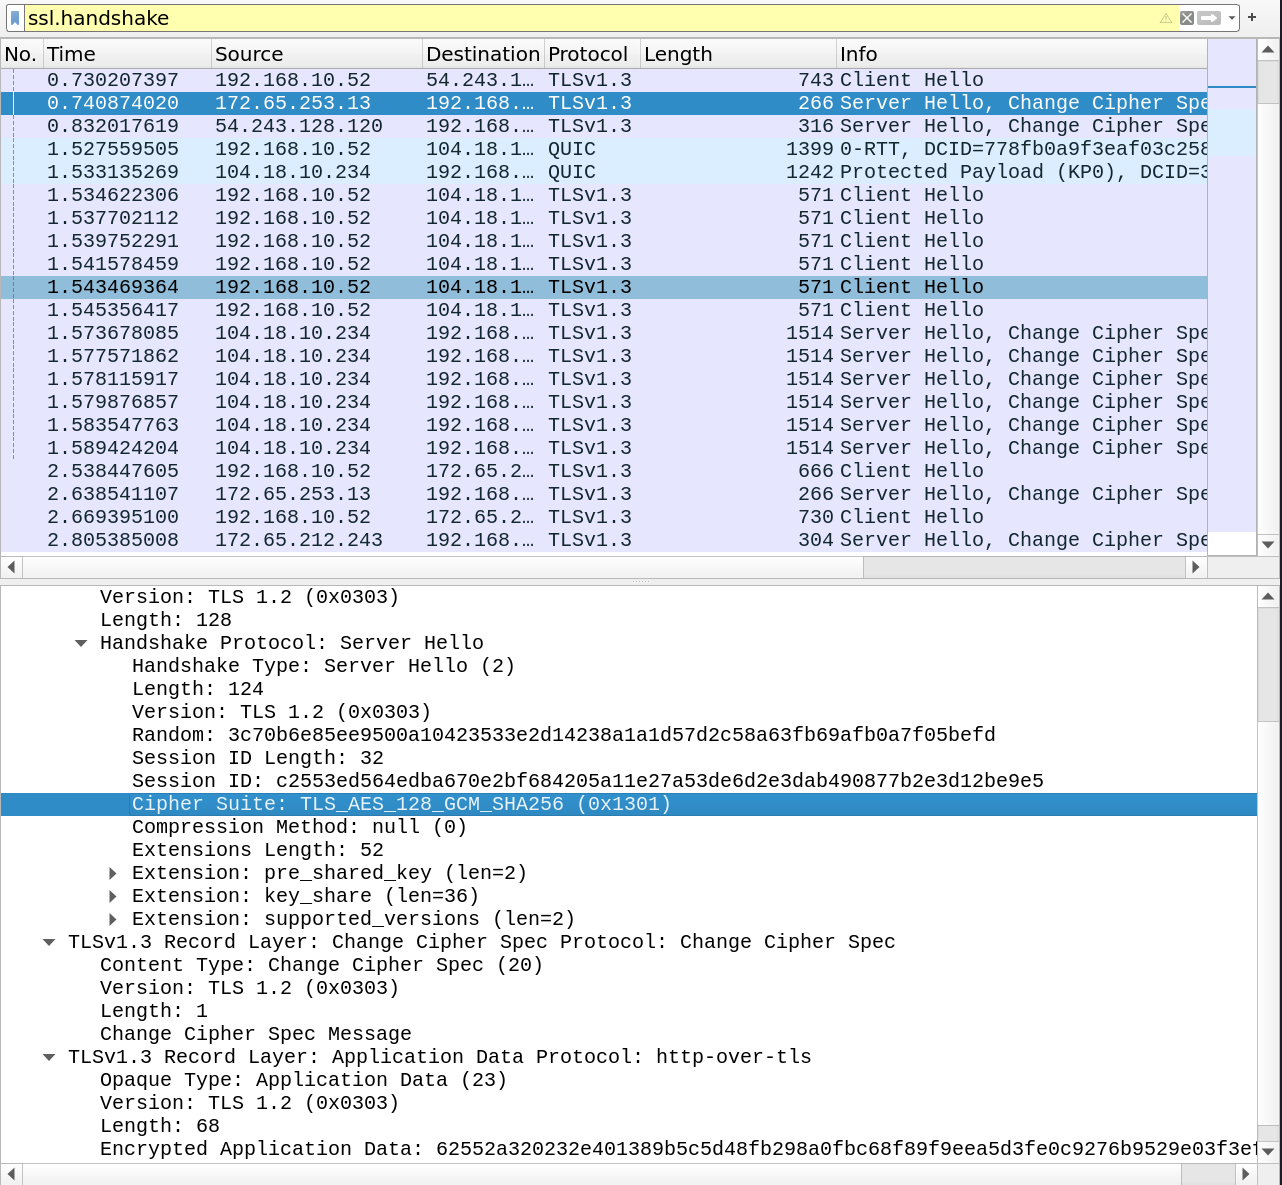 ssl.handshake
No. Time Source Destination Protocol Length Info
0.730207397 192.168.10.52 54.243.1… TLSv1.3 743 Client Hello
0.740874020 172.65.253.13 192.168.… TLSv1.3 266 Server Hello, Change Cipher Spe
0.832017619 54.243.128.120 192.168.… TLSv1.3 316 Server Hello, Change Cipher Spe
1.527559505 192.168.10.52 104.18.1… QUIC 1399 0-RTT, DCID=778fb0a9f3eaf03c258
1.533135269 104.18.10.234 192.168.… QUIC 1242 Protected Payload (KP0), DCID=3
1.534622306 192.168.10.52 104.18.1… TLSv1.3 571 Client Hello
1.537702112 192.168.10.52 104.18.1… TLSv1.3 571 Client Hello
1.539752291 192.168.10.52 104.18.1… TLSv1.3 571 Client Hello
1.541578459 192.168.10.52 104.18.1… TLSv1.3 571 Client Hello
1.543469364 192.168.10.52 104.18.1… TLSv1.3 571 Client Hello
1.545356417 192.168.10.52 104.18.1… TLSv1.3 571 Client Hello
1.573678085 104.18.10.234 192.168.… TLSv1.3 1514 Server Hello, Change Cipher Spe
1.577571862 104.18.10.234 192.168.… TLSv1.3 1514 Server Hello, Change Cipher Spe
1.578115917 104.18.10.234 192.168.… TLSv1.3 1514 Server Hello, Change Cipher Spe
1.579876857 104.18.10.234 192.168.… TLSv1.3 1514 Server Hello, Change Cipher Spe
1.583547763 104.18.10.234 192.168.… TLSv1.3 1514 Server Hello, Change Cipher Spe
1.589424204 104.18.10.234 192.168.… TLSv1.3 1514 Server Hello, Change Cipher Spe
2.538447605 192.168.10.52 172.65.2… TLSv1.3 666 Client Hello
2.638541107 172.65.253.13 192.168.… TLSv1.3 266 Server Hello, Change Cipher Spe
2.669395100 192.168.10.52 172.65.2… TLSv1.3 730 Client Hello
2.805385008 172.65.212.243 192.168.… TLSv1.3 304 Server Hello, Change Cipher Spe
Version: TLS 1.2 (0x0303)
Length: 128
Handshake Protocol: Server Hello
Handshake Type: Server Hello (2)
Length: 124
Version: TLS 1.2 (0x0303)
Random: 3c70b6e85ee9500a10423533e2d14238a1a1d57d2c58a63fb69afb0a7f05befd
Session ID Length: 32
Session ID: c2553ed564edba670e2bf684205a11e27a53de6d2e3dab490877b2e3d12be9e5
Cipher Suite: TLS_AES_128_GCM_SHA256 (0x1301)
Compression Method: null (0)
Extensions Length: 52
Extension: pre_shared_key (len=2)
Extension: key_share (len=36)
Extension: supported_versions (len=2)
TLSv1.3 Record Layer: Change Cipher Spec Protocol: Change Cipher Spec
Content Type: Change Cipher Spec (20)
Version: TLS 1.2 (0x0303)
Length: 1
Change Cipher Spec Message
TLSv1.3 Record Layer: Application Data Protocol: http-over-tls
Opaque Type: Application Data (23)
Version: TLS 1.2 (0x0303)
Length: 68
Encrypted Application Data: 62552a320232e401389b5c5d48fb298a0fbc68f89f9eea5d3fe0c9276b9529e03f3ef